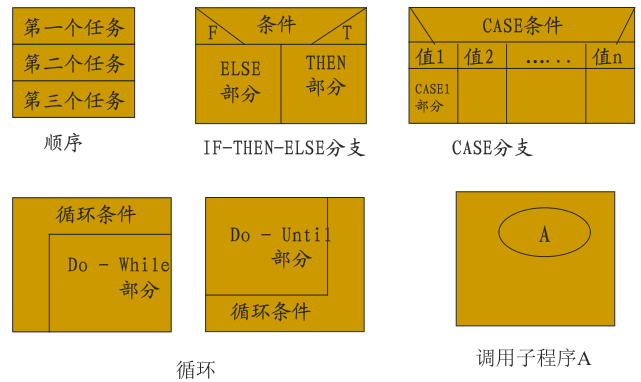 第一个任务
第二个任务
第三个任务
顺序
条件
F
T
ELSE
部分
THEN
部分
IF-THEN-ELSE分支
CASE条件
值1
值2
……
值n
CASE1
部分
CASE分支
循环条件
Do - While
部分
Do - Until
部分
循环条件
循环
A
调用子程序A